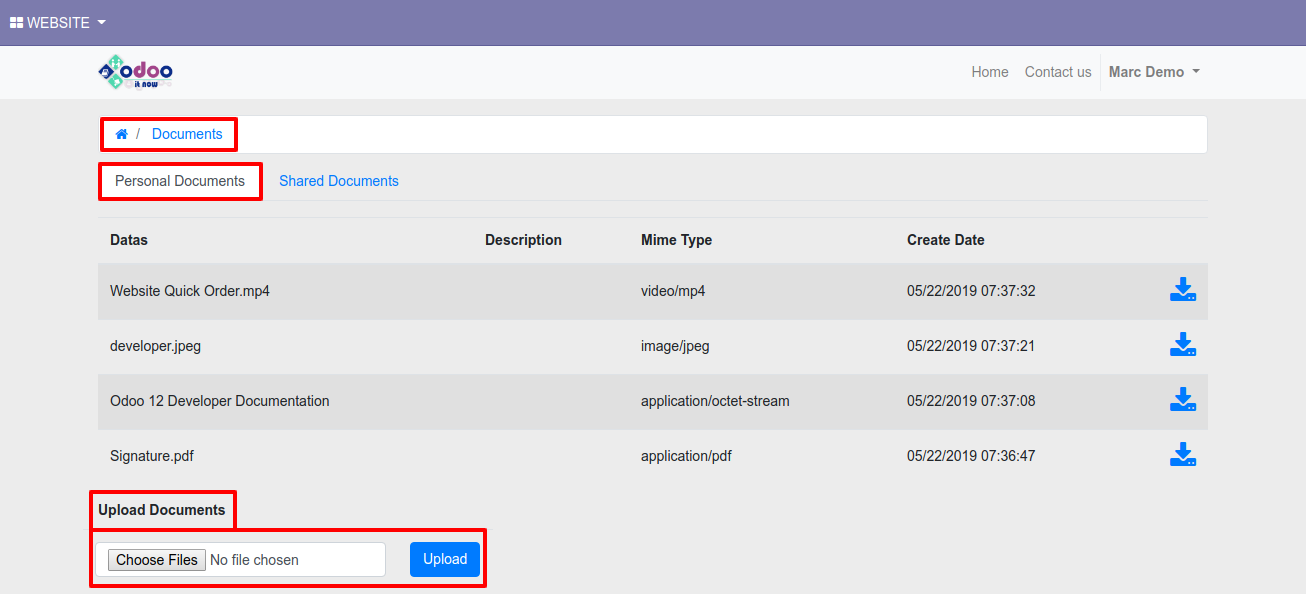 WEBSITE
odoo
it now
Home Contact us Marc Demo
/ Documents
Personal Documents Shared Documents
Datas Description Mime Type Create Date
Website Quick Order.mp4 video/mp4 05/22/2019 07:37:32
developer.jpeg image/jpeg 05/22/2019 07:37:21
Odoo 12 Developer Documentation application/octet-stream 05/22/2019 07:37:08
Signature.pdf application/pdf 05/22/2019 07:36:47
Upload Documents
Choose Files No file chosen Upload